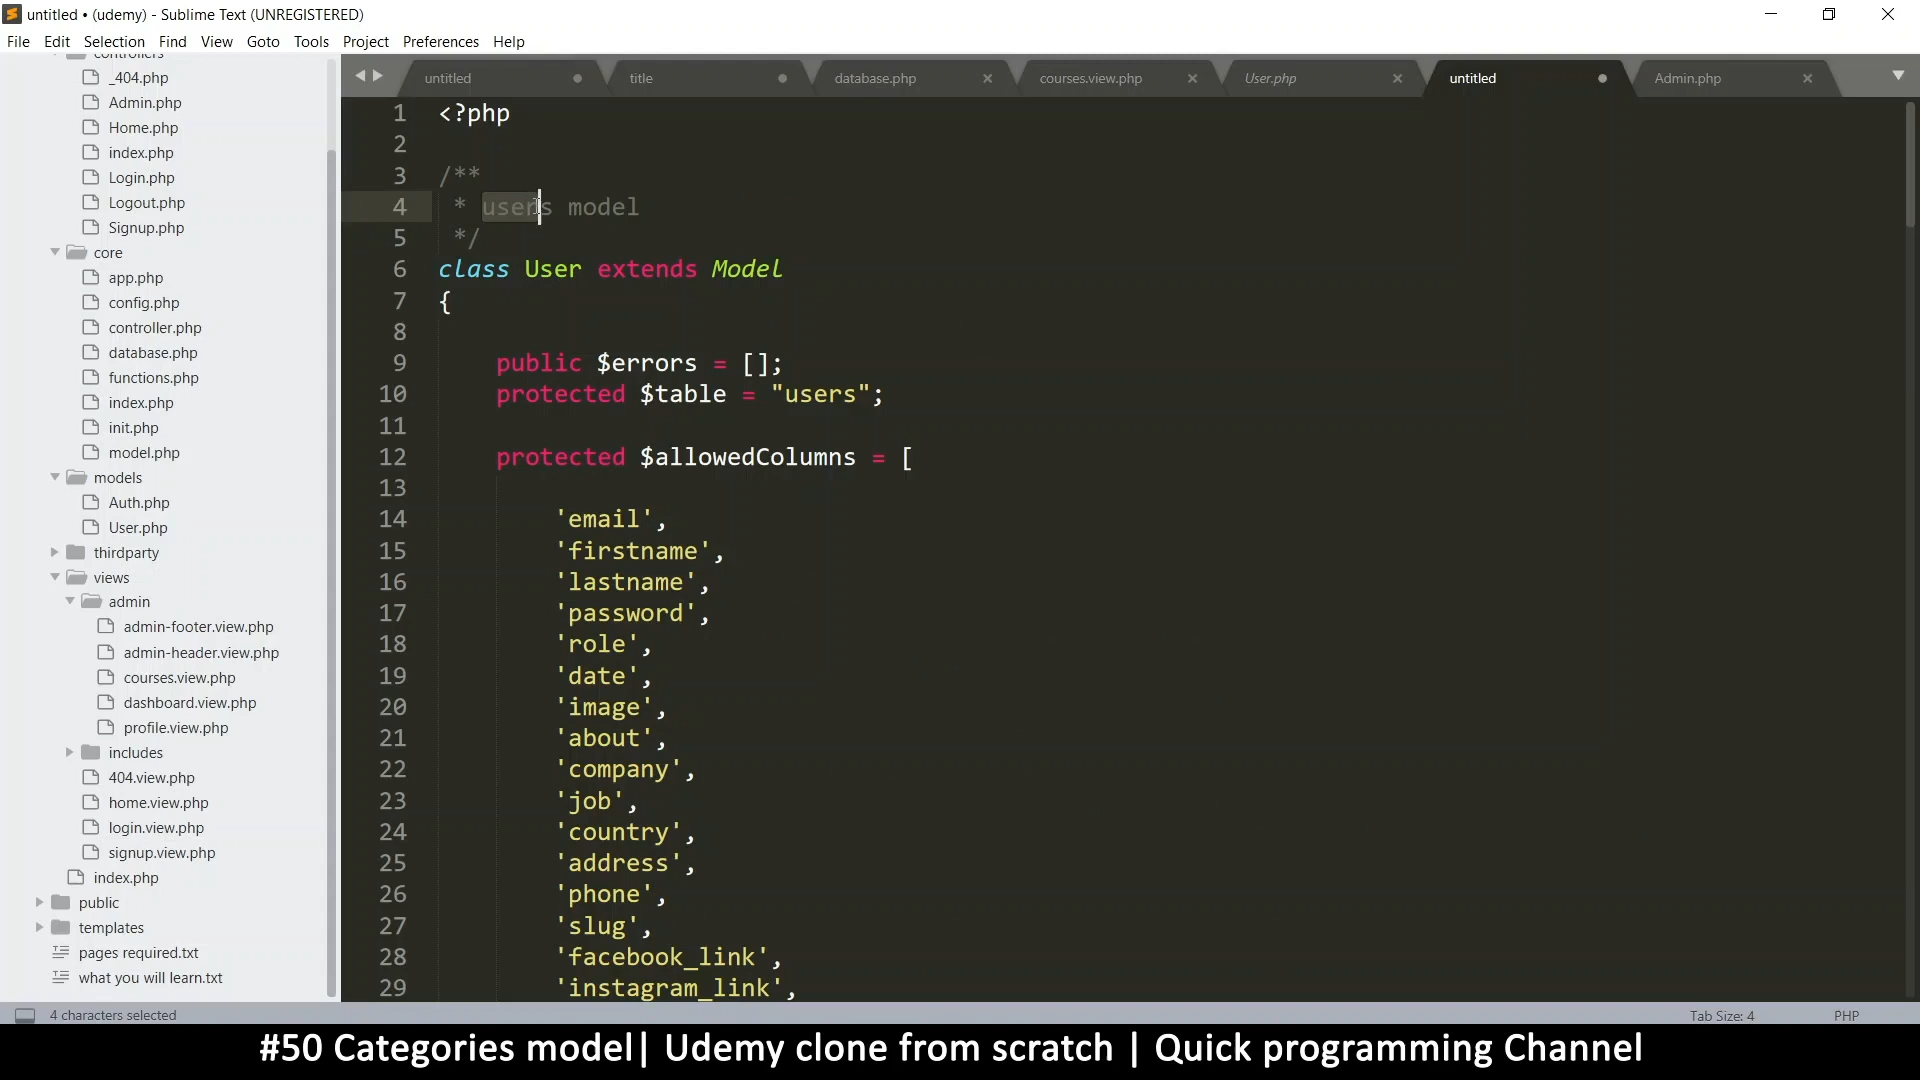 untitled • (udemy) - Sublime Text (UNREGISTERED)
File Edit Selection Find View Goto Tools Project Preferences Help
controllers
_404.php
Admin.php
Home.php
index.php
Login.php
Logout.php
Signup.php
core
app.php
config.php
controller.php
database.php
functions.php
index.php
init.php
model.php
models
Auth.php
User.php
thirdparty
views
admin
admin-footer.view.php
admin-header.view.php
courses.view.php
dashboard.view.php
profile.view.php
includes
404.view.php
home.view.php
login.view.php
signup.view.php
index.php
public
templates
pages required.txt
what you will learn.txt
untitled title database.php courses.view.php User.php untitled Admin.php
1 <?php
2
3 /**
4 * users model
5 */
6 class User extends Model
7 {
8
9 public $errors = [];
10 protected $table = "users";
11
12 protected $allowedColumns = [
13
14 'email',
15 'firstname',
16 'lastname',
17 'password',
18 'role',
19 'date',
20 'image',
21 'about',
22 'company',
23 'job',
24 'country',
25 'address',
26 'phone',
27 'slug',
28 'facebook_link',
29 'instagram_link',
4 characters selected Tab Size: 4 PHP
#50 Categories model| Udemy clone from scratch | Quick programming Channel